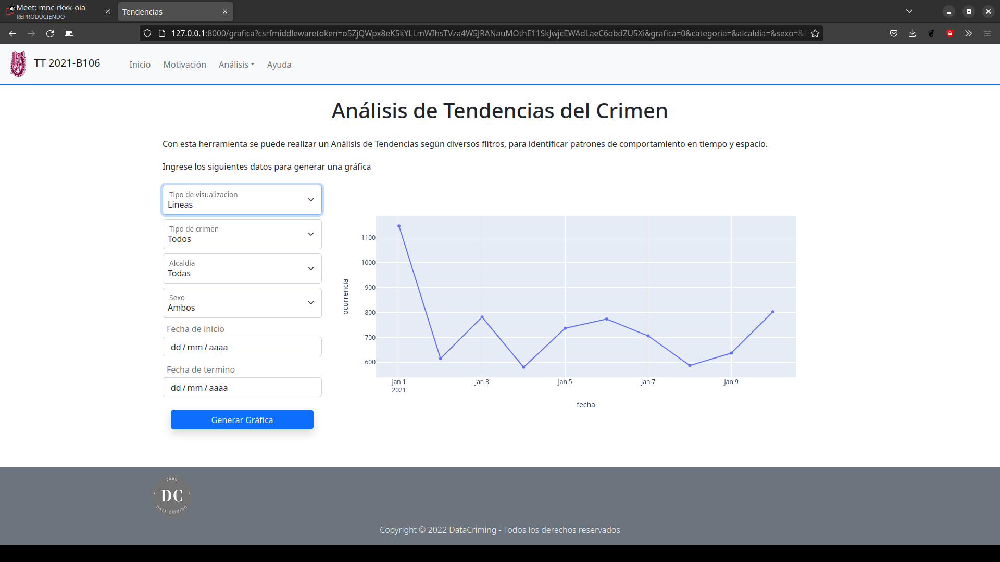 Meet: mnc-rkxk-oia
REPRODUCIENDO
Tendencias
127.0.0.1:8000/grafica?csrfmiddlewaretoken=o5ZjQWpx8eK5kYLLmWIhsTVza4W5JRANauMOthE11SkJwjcEWAdLaeC6obdZU5Xi&grafica=0&categoria=&alcaldia=&sexo=&f
TT 2021-B106
Inicio
Motivación
Análisis
Ayuda
Análisis de Tendencias del Crimen
Con esta herramienta se puede realizar un Análisis de Tendencias según diversos flitros, para identificar patrones de comportamiento en tiempo y espacio.
Ingrese los siguientes datos para generar una gráfica
Tipo de visualizacion
Lineas
Tipo de crimen
Todos
Alcaldia
Todas
Sexo
Ambos
Fecha de inicio
dd / mm / aaaa
Fecha de termino
dd / mm / aaaa
Generar Gráfica
1100
1000
900
800
700
600
ocurrencia
Jan 1
2021
Jan 3
Jan 5
Jan 7
Jan 9
fecha
CDMX
DC
DATA CRIMING
Copyright © 2022 DataCriming - Todos los derechos reservados